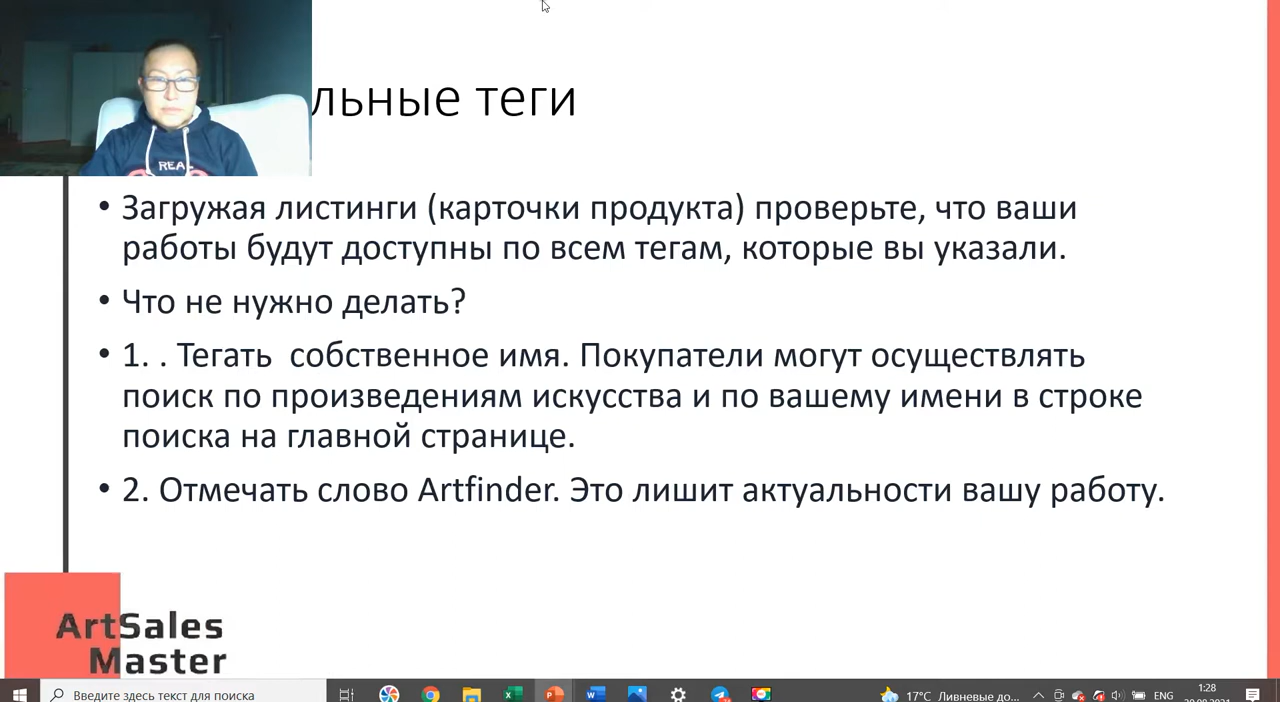 льные теги
REAL
• Загружая листинги (карточки продукта) проверьте, что ваши
работы будут доступны по всем тегам, которые вы указали.
• Что не нужно делать?
• 1. . Тегать  собственное имя. Покупатели могут осуществлять
поиск по произведениям искусства и по вашему имени в строке
поиска на главной странице.
• 2. Отмечать слово Artfinder. Это лишит актуальности вашу работу.
ArtSales
Master
Введите здесь текст для поиска
17°C Ливневые до...
ENG
1:28